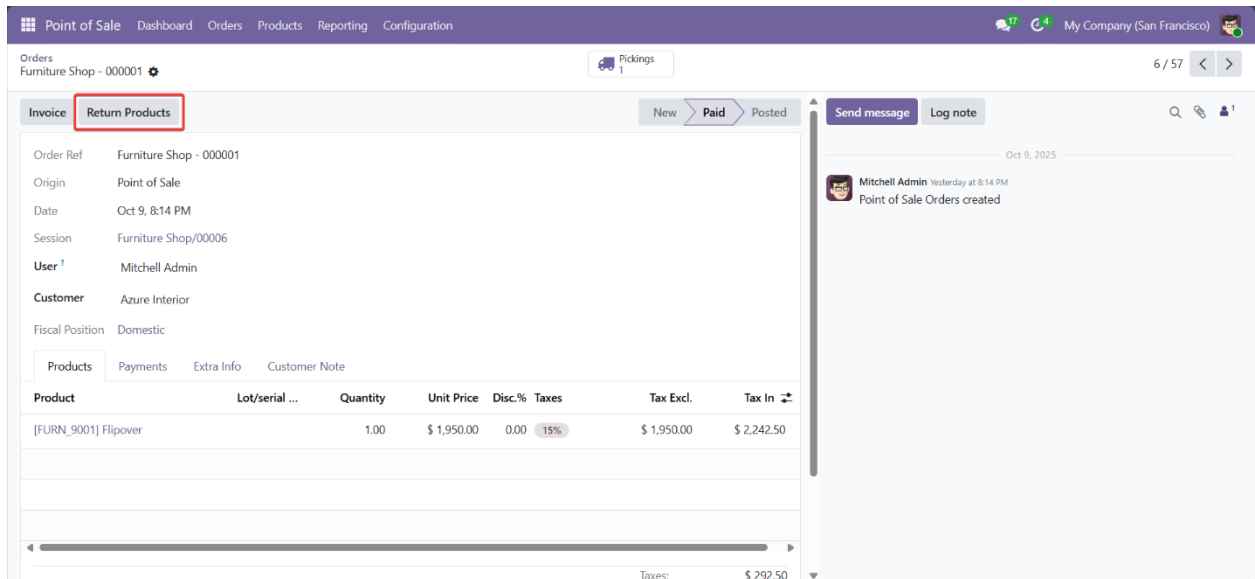 Point of Sale Dashboard Orders Products Reporting Configuration 17 4 My Company (San Francisco)
Orders
Furniture Shop - 000001
Pickings
1
6 / 57
Invoice Return Products New Paid Posted Send message Log note 1
Order Ref Furniture Shop - 000001
Origin Point of Sale
Date Oct 9, 8:14 PM
Session Furniture Shop/00006
User ? Mitchell Admin
Customer Azure Interior
Fiscal Position Domestic
Oct 9, 2025
Mitchell Admin Yesterday at 8:14 PM
Point of Sale Orders created
Products Payments Extra Info Customer Note
Product Lot/serial ... Quantity Unit Price Disc.% Taxes Tax Excl. Tax In
[FURN_9001] Flipover 1.00 $ 1,950.00 0.00 15% $ 1,950.00 $ 2,242.50
Taxes: $ 292.50